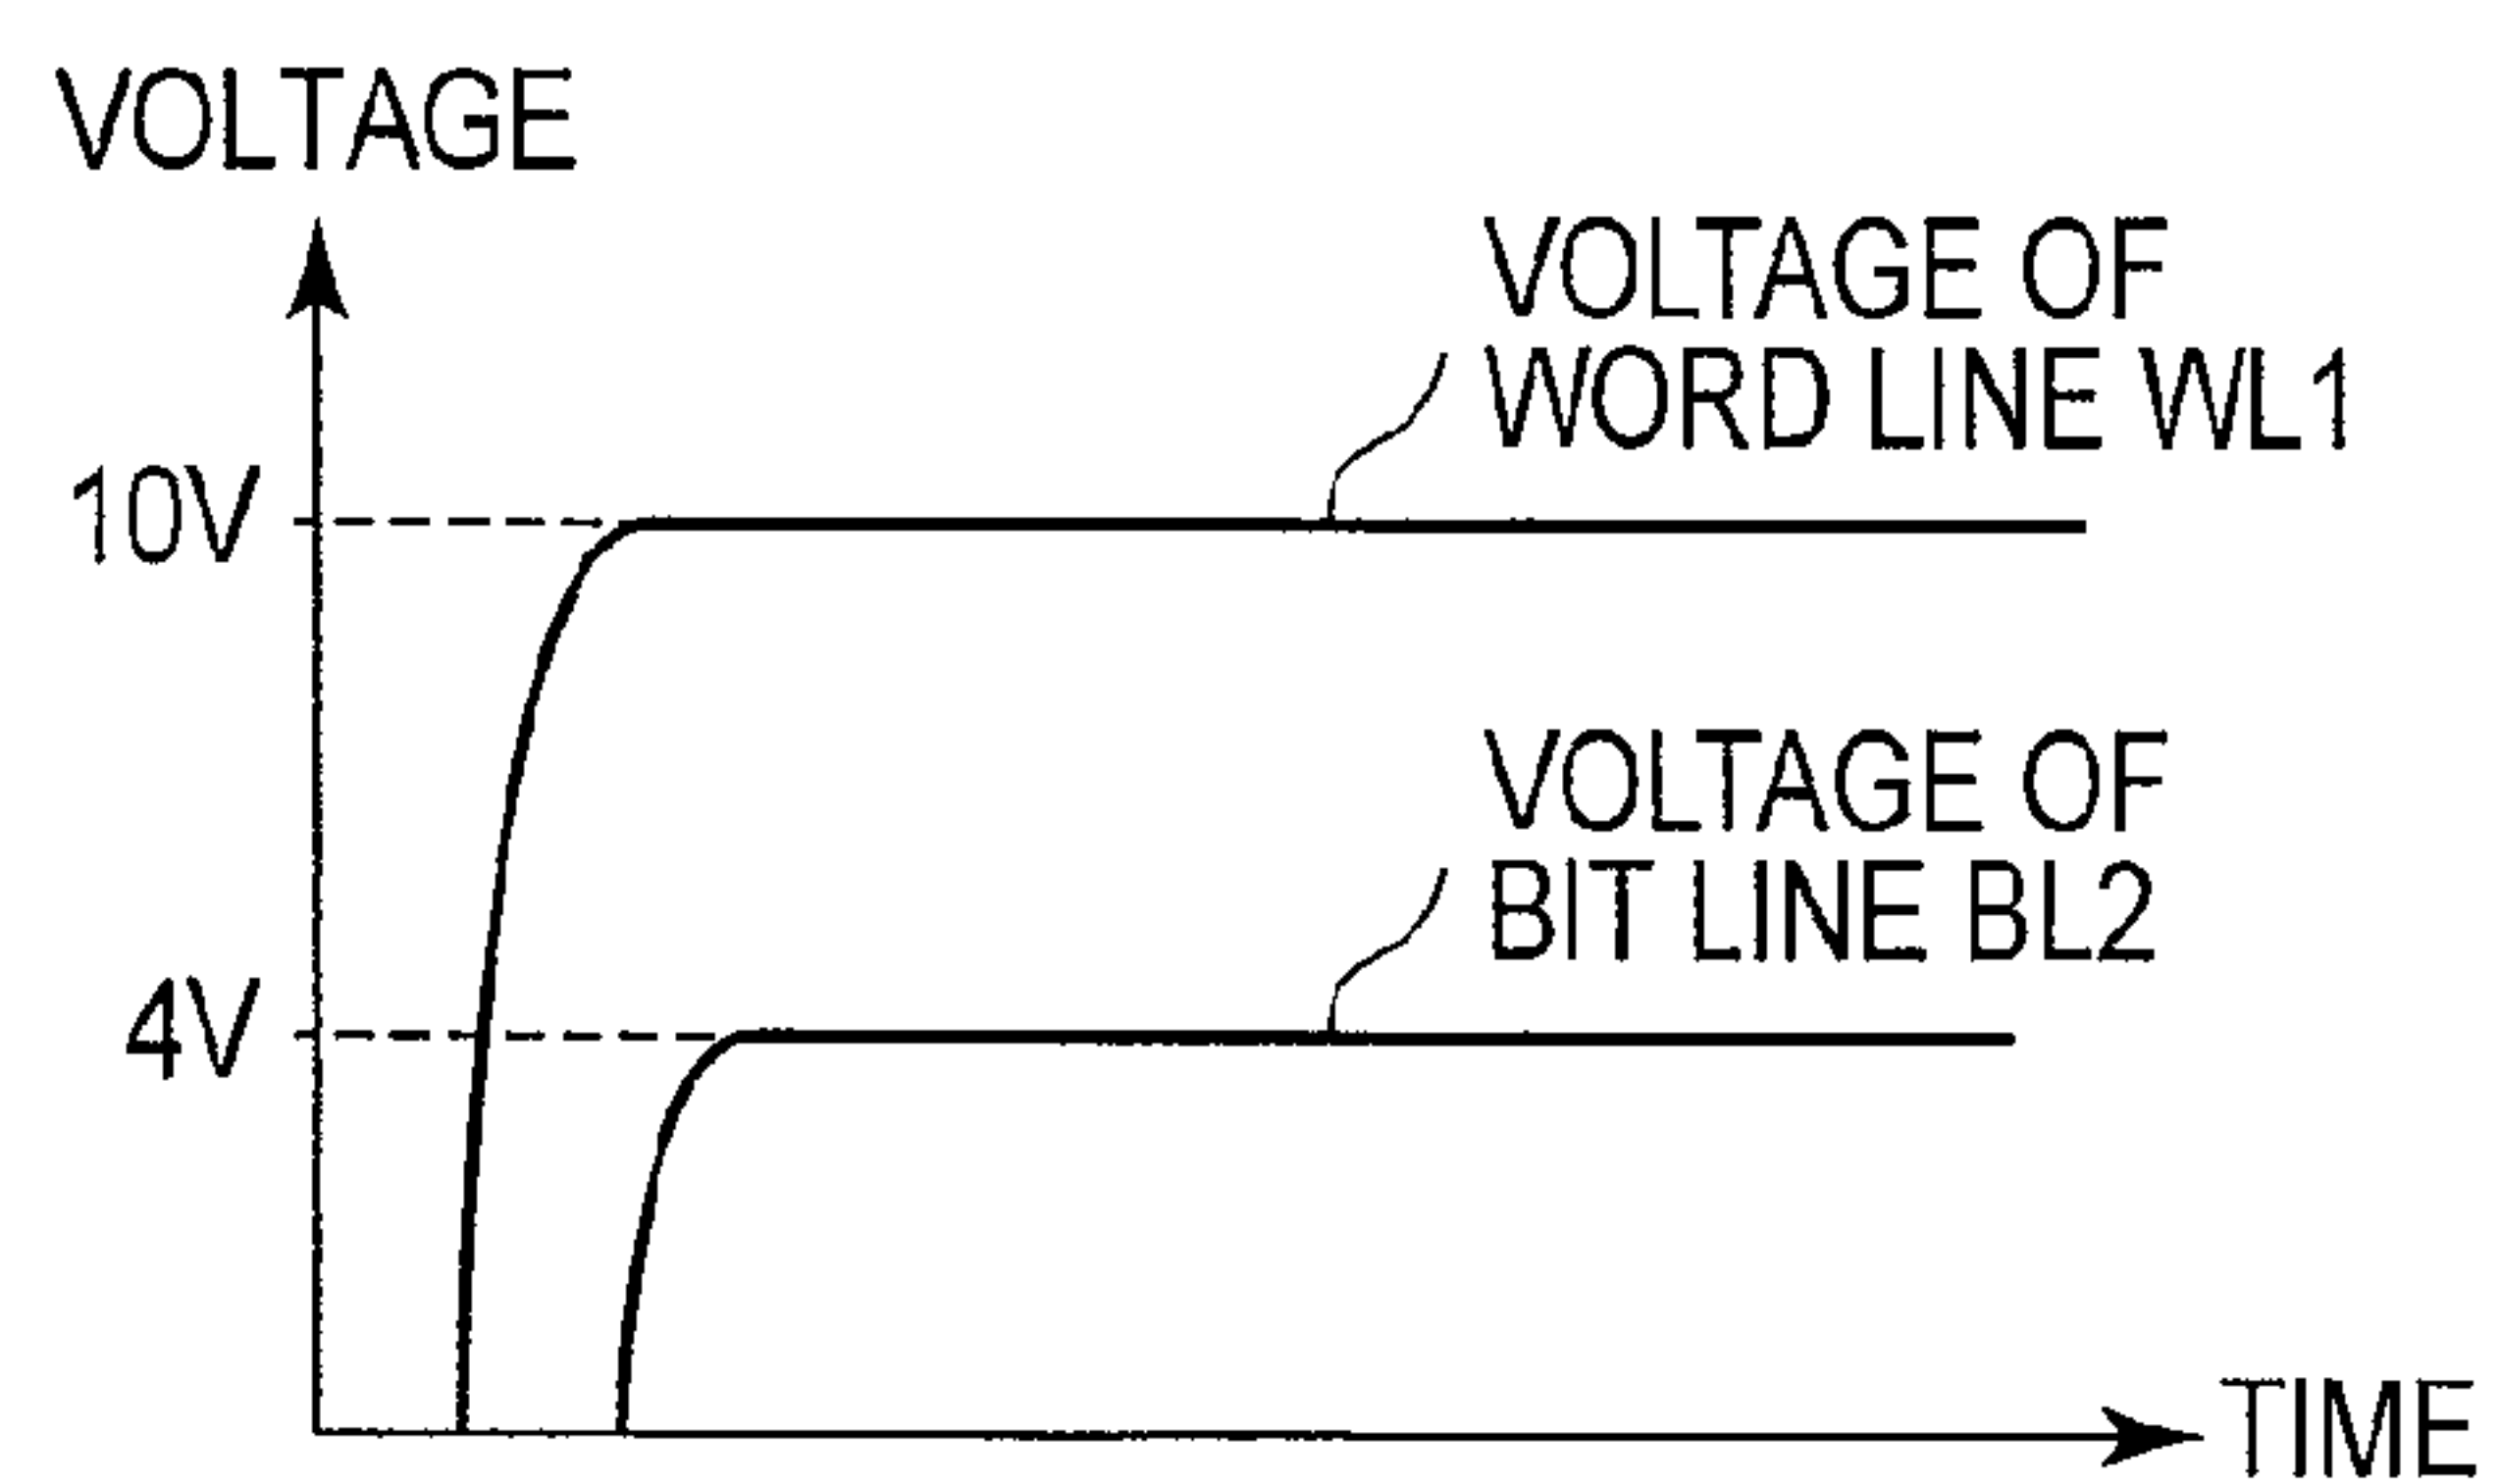 VOLTAGE
VOLTAGE OF
WORD LINE WL1
10V
VOLTAGE OF
BIT LINE BL2
4V
TIME